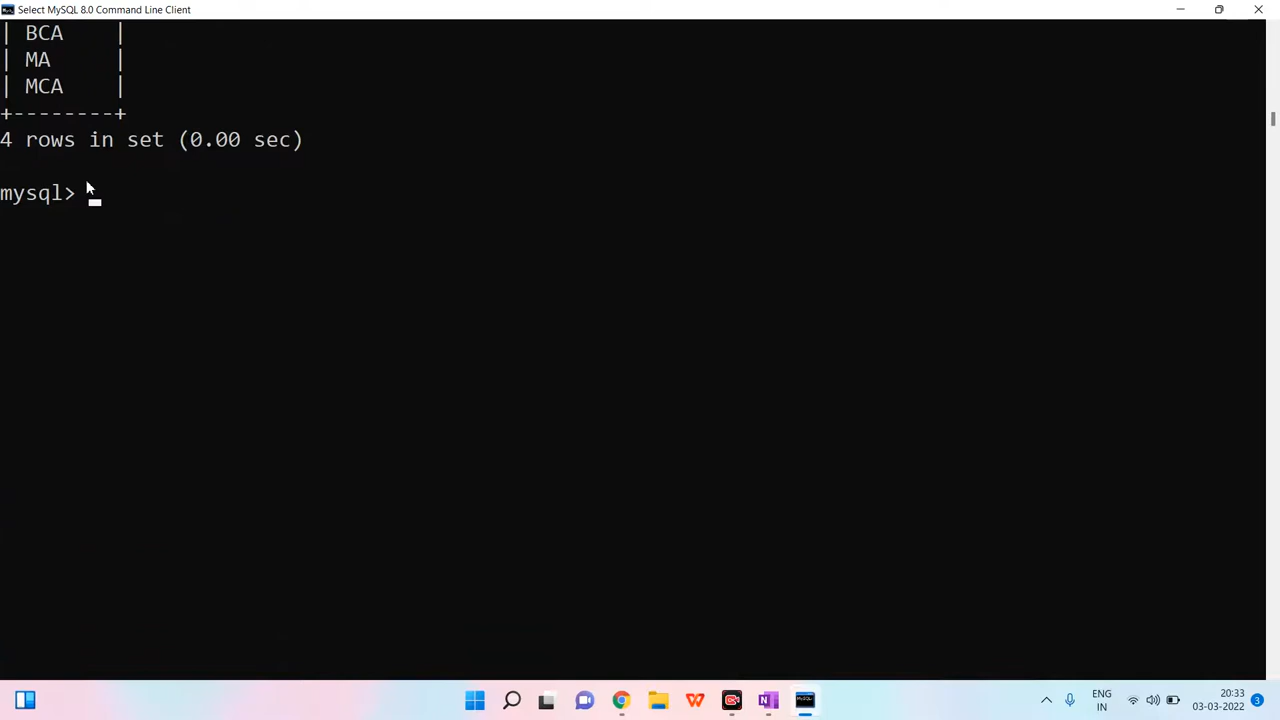 Select MySQL 8.0 Command Line Client
| BCA    |
| MA     |
| MCA    |
+--------+
4 rows in set (0.00 sec)
mysql>
ENG
IN
20:33
03-03-2022
3